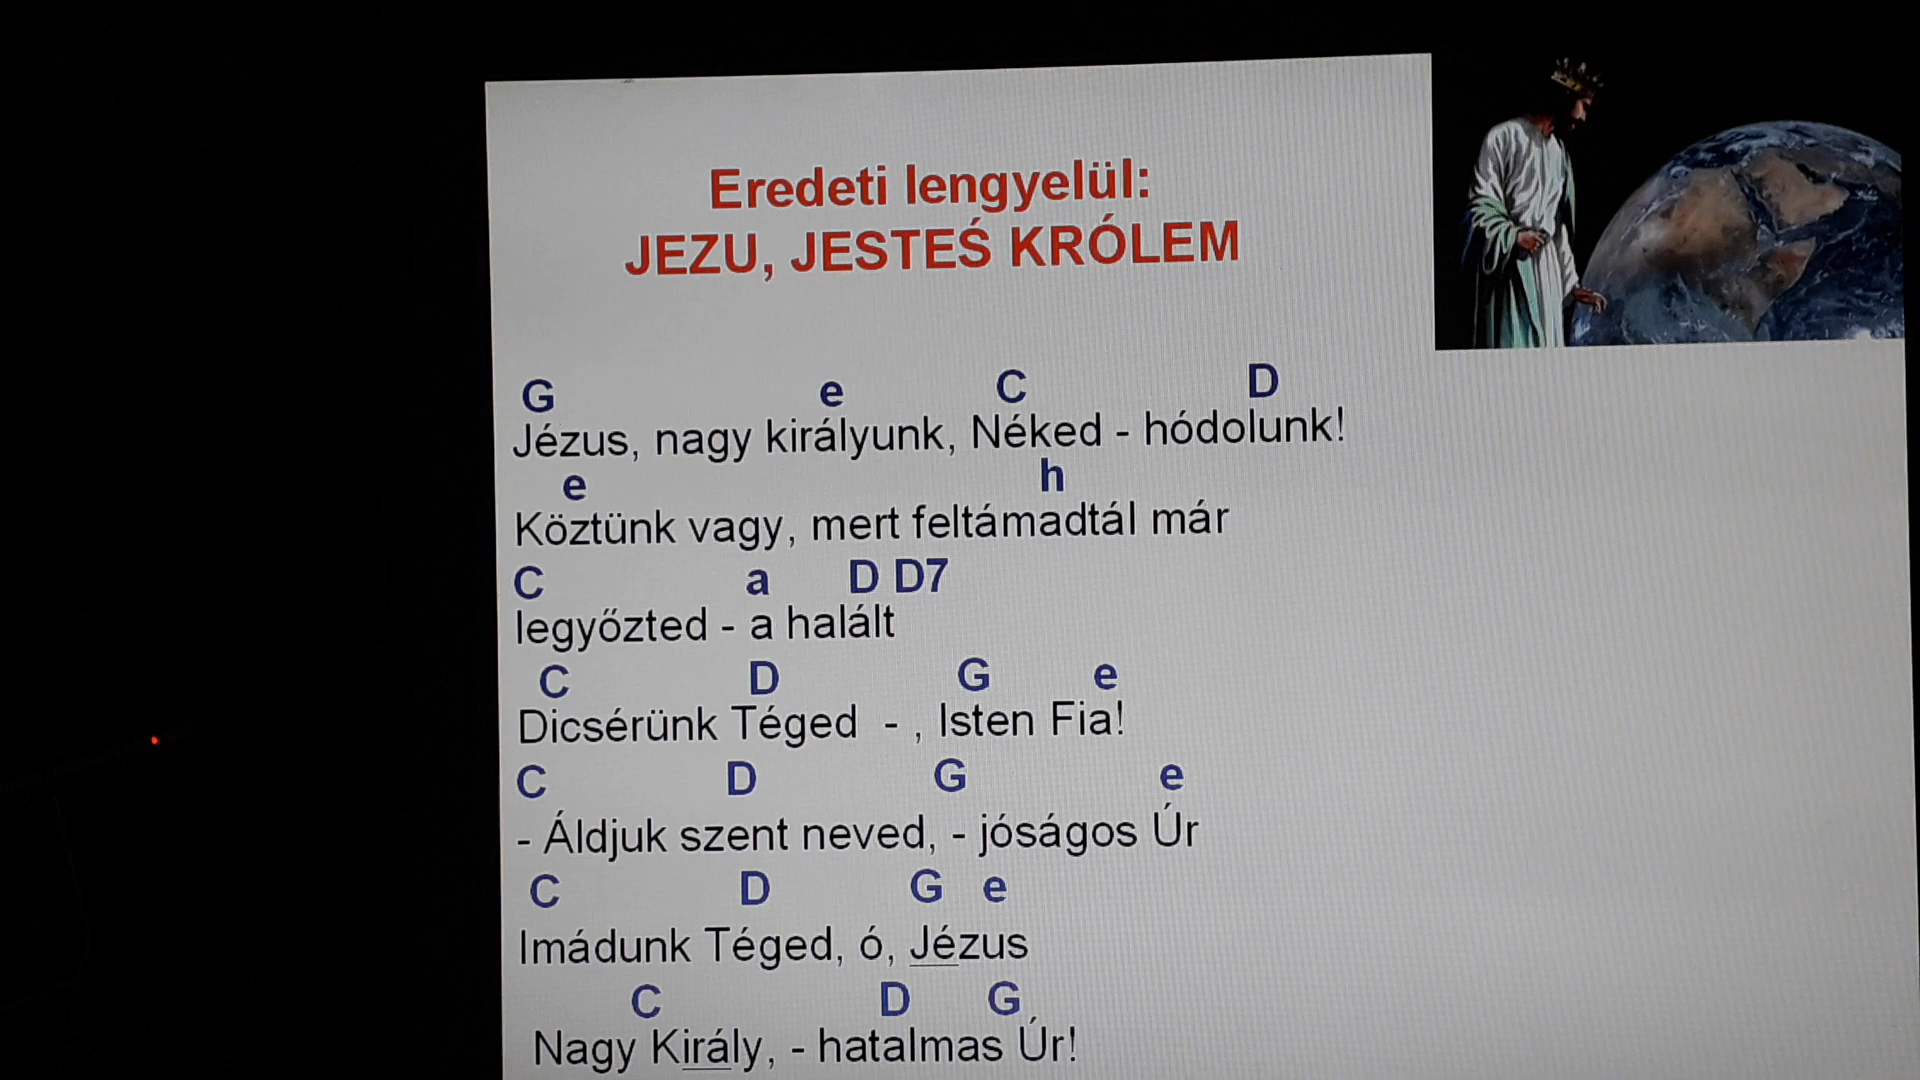 Eredeti lengyelül:
JEZU, JESTEŚ KRÓLEM
G e C D
Jézus, nagy királyunk, Néked - hódolunk!
e h
Köztünk vagy, mert feltámadtál már
C a D D7
legyőzted - a halált
C D G e
Dicsérünk Téged - , Isten Fia!
C D G e
- Áldjuk szent neved, - jóságos Úr
C D G e
Imádunk Téged, ó, Jézus
C D G
Nagy Király, - hatalmas Úr!